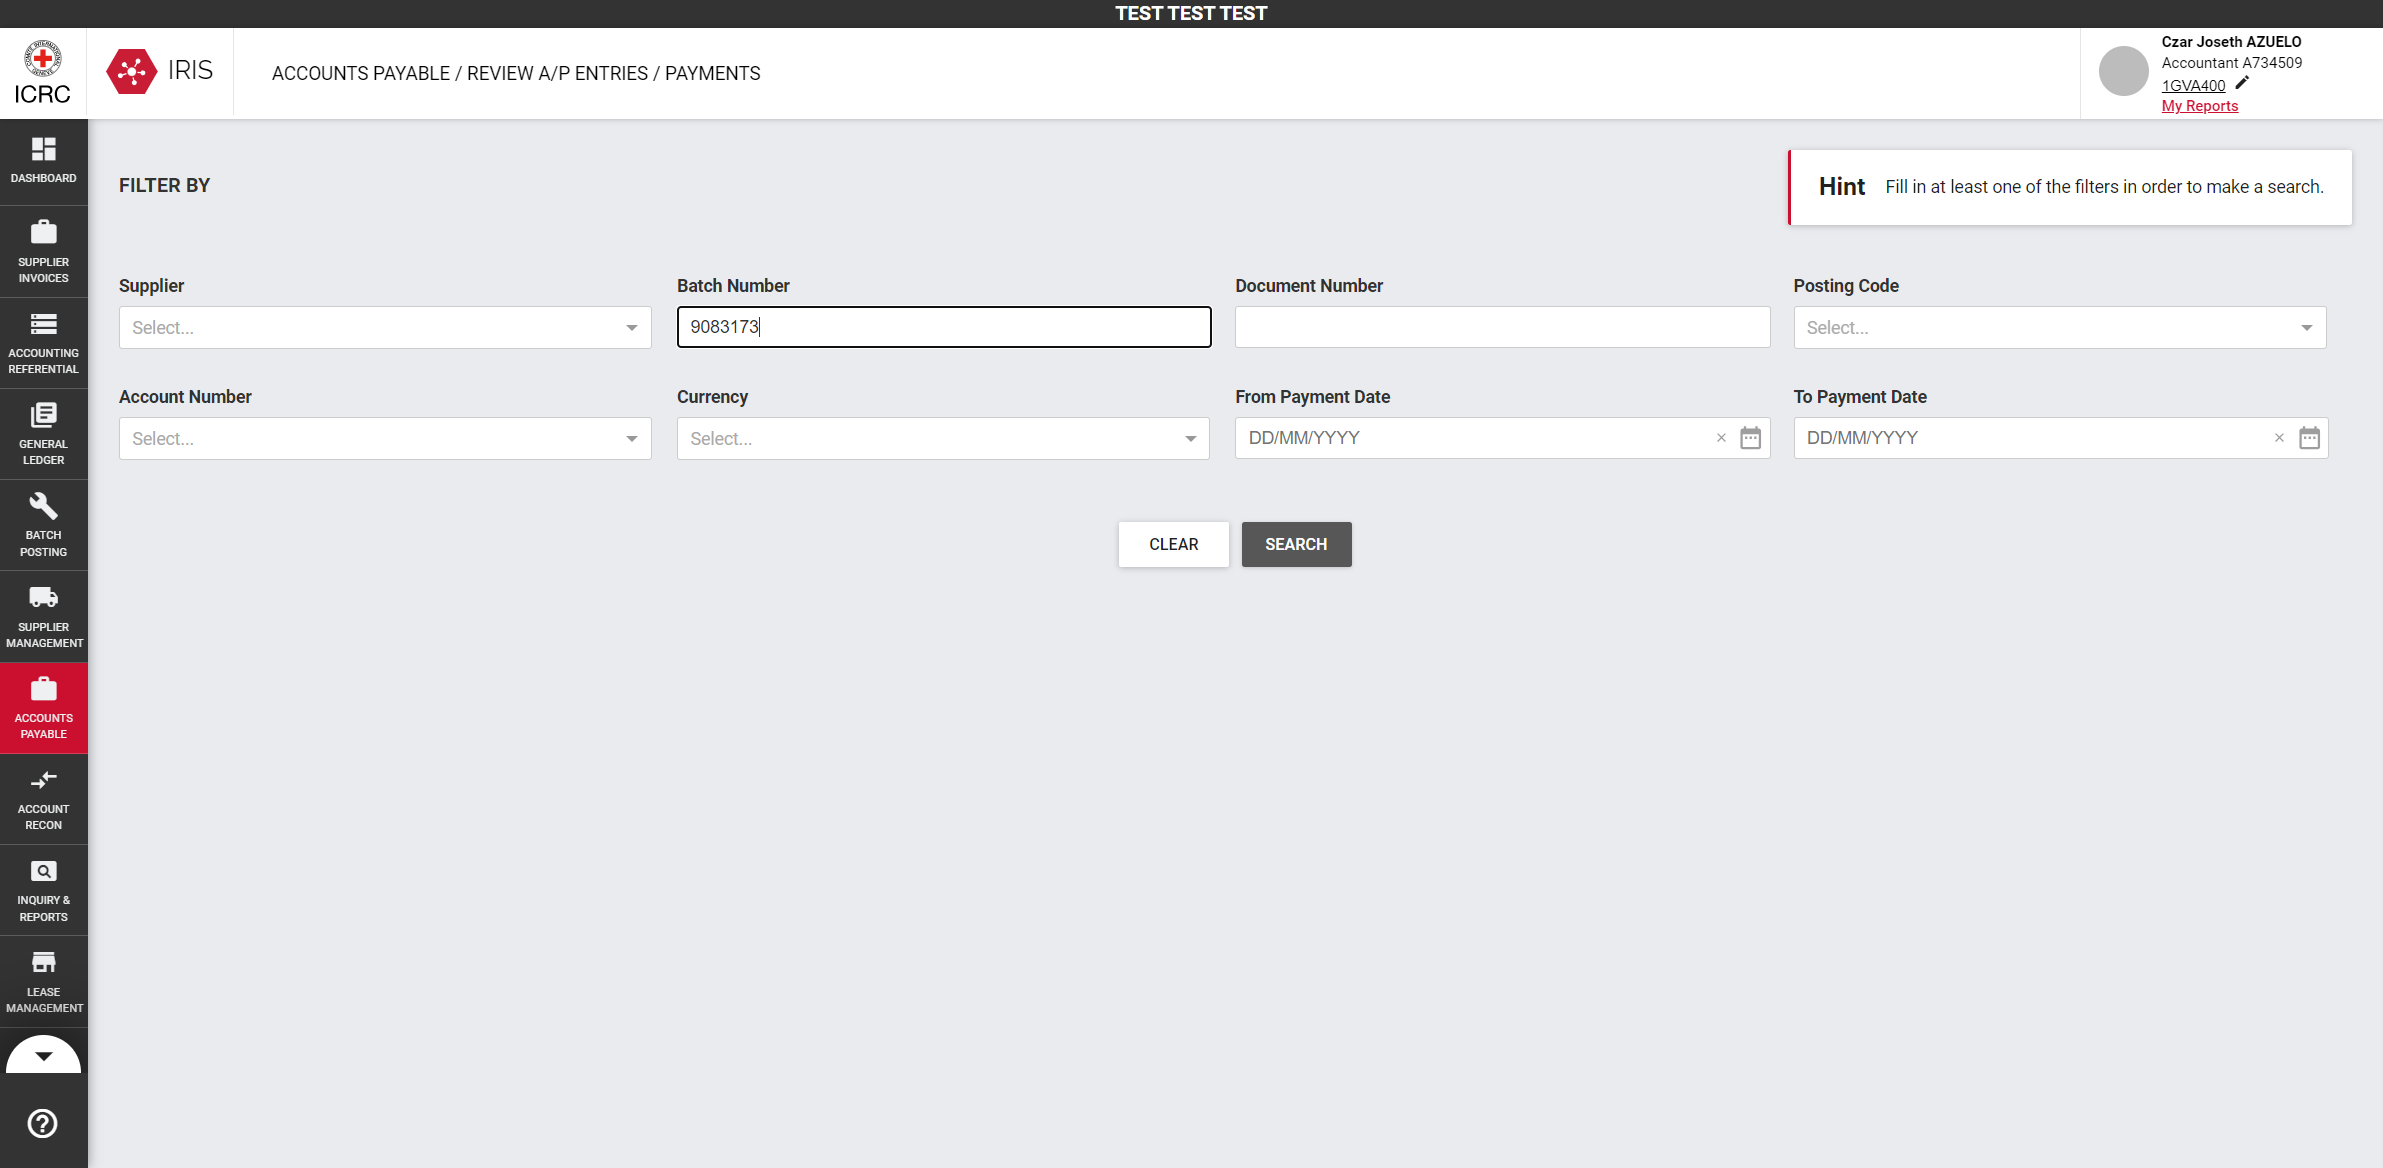 TEST TEST TEST
ICRC
IRIS
ACCOUNTS PAYABLE / REVIEW A/P ENTRIES / PAYMENTS
Czar Joseth AZUELO
Accountant A734509
1GVA400
My Reports
DASHBOARD
SUPPLIER
INVOICES
ACCOUNTING
REFERENTIAL
GENERAL
LEDGER
BATCH
POSTING
SUPPLIER
MANAGEMENT
ACCOUNTS
PAYABLE
ACCOUNT
RECON
INQUIRY &
REPORTS
LEASE
MANAGEMENT
FILTER BY
Hint Fill in at least one of the filters in order to make a search.
Supplier Batch Number Document Number Posting Code
Select... 9083173 Select...
Account Number Currency From Payment Date To Payment Date
Select... Select... DD/MM/YYYY DD/MM/YYYY
CLEAR SEARCH